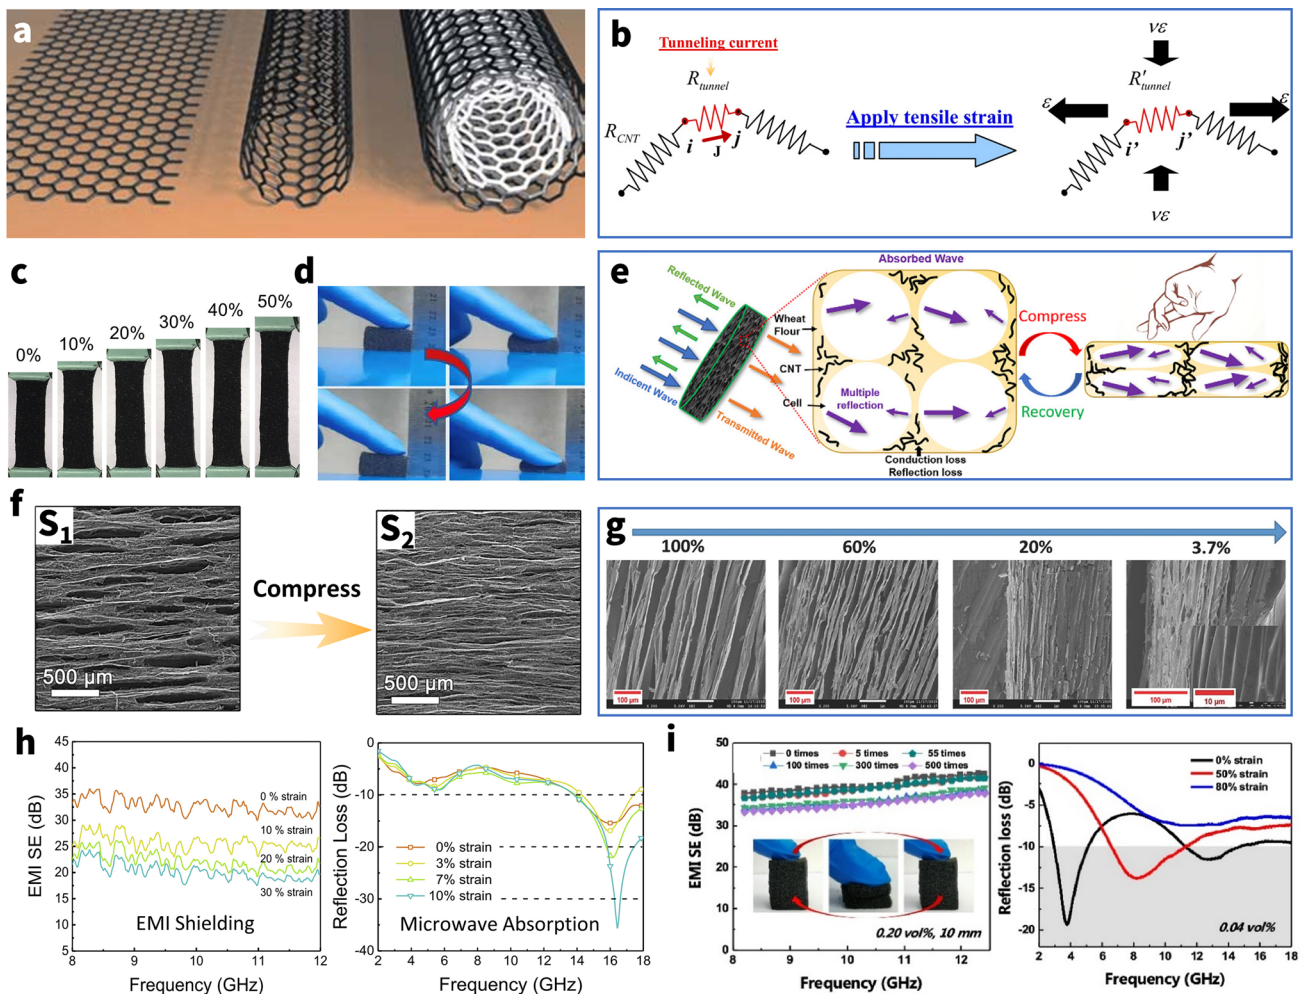 a
b
Tunneling current
R_tunnel
R_CNT
i
J
j
Apply tensile strain
νε
R'_tunnel
ε
ε
i'
j'
νε
c
0%
10%
20%
30%
40%
50%
d
e
Reflected Wave
Indicent Wave
Transmitted Wave
Absorbed Wave
Wheat
Flour
CNT
Cell
Multiple
reflection
Conduction loss
Reflection loss
Compress
Recovery
f
S1
500 μm
Compress
S2
500 μm
g
100%
60%
20%
3.7%
100 μm
100 μm
100 μm
100 μm
10 μm
h
EMI SE (dB)
45
40
35
30
25
20
15
10
5
0 % strain
10 % strain
20 % strain
30 % strain
EMI Shielding
8
9
10
11
12
Frequency (GHz)
Reflection Loss (dB)
0
-10
-20
-30
-40
0% strain
3% strain
7% strain
10% strain
Microwave Absorption
2
4
6
8
10
12
14
16
18
Frequency (GHz)
i
EMI SE (dB)
50
40
30
20
10
0
0 times
5 times
55 times
100 times
300 times
500 times
0.20 vol%, 10 mm
8
9
10
11
12
Frequency (GHz)
Reflection loss (dB)
0
-5
-10
-15
-20
0% strain
50% strain
80% strain
0.04 vol%
2
4
6
8
10
12
14
16
18
Frequency (GHz)